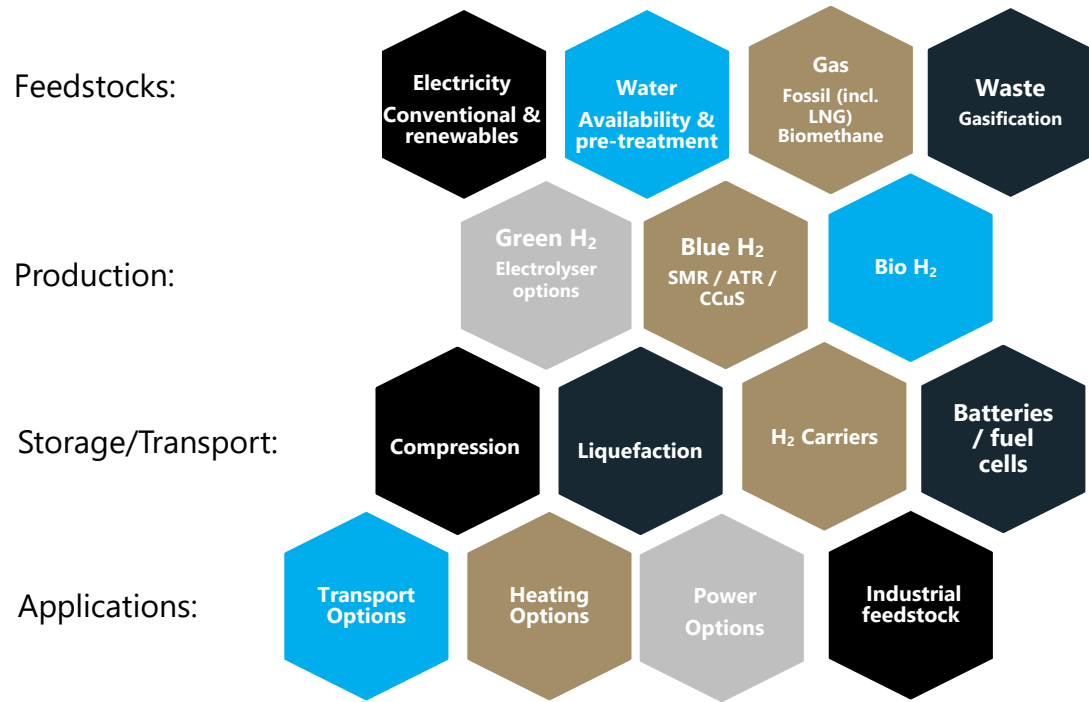 Feedstocks:
Electricity
Conventional &
renewables
Water
Availability &
pre-treatment
Gas
Fossil (incl.
LNG)
Biomethane
Waste
Gasification
Production:
Green H₂
Electrolyser
options
Blue H₂
SMR / ATR /
CCuS
Bio H₂
Storage/Transport:
Compression
Liquefaction
H₂ Carriers
Batteries
/ fuel
cells
Applications:
Transport
Options
Heating
Options
Power
Options
Industrial
feedstock